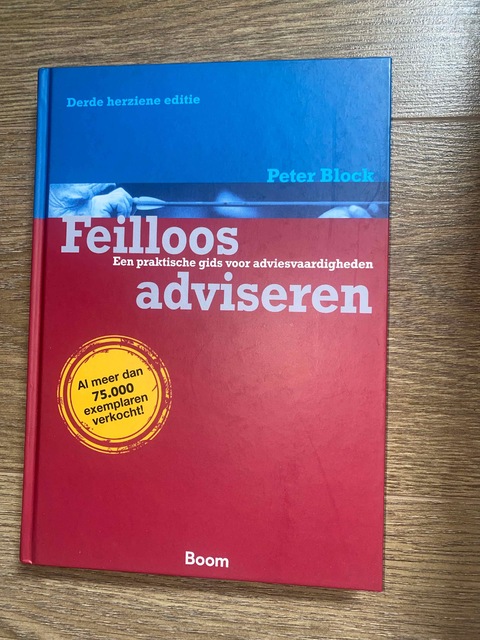 Derde herziene editie
Peter Block
Feilloos
Een praktische gids voor adviesvaardigheden
adviseren
Al meer dan
75.000
exemplaren
verkocht!
Boom